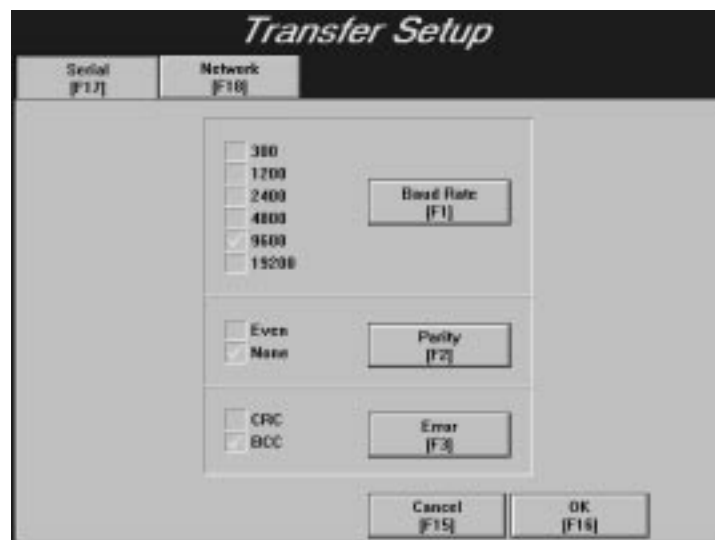 Transfer Setup
Serial
[F17]
Network
[F18]
300
1200
2400
4800
9600
19200
Baud Rate
[F1]
Even
None
Parity
[F2]
CRC
BCC
Error
[F3]
Cancel
[F15]
OK
[F16]